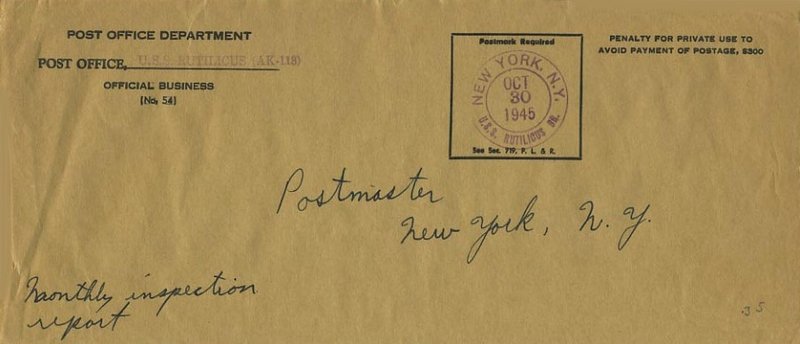 POST OFFICE DEPARTMENT
POST OFFICE, U.S.S. RUTILICUS (AK-113)
OFFICIAL BUSINESS
(No. 54)
Postmark Required
NEW YORK, N.Y.
OCT
30
1945
U.S.S. RUTILICUS BR.
See Sec. 719, P. L. & R.
PENALTY FOR PRIVATE USE TO
AVOID PAYMENT OF POSTAGE, $300
Postmaster
New York, N. Y.
Monthly inspection
report
.35